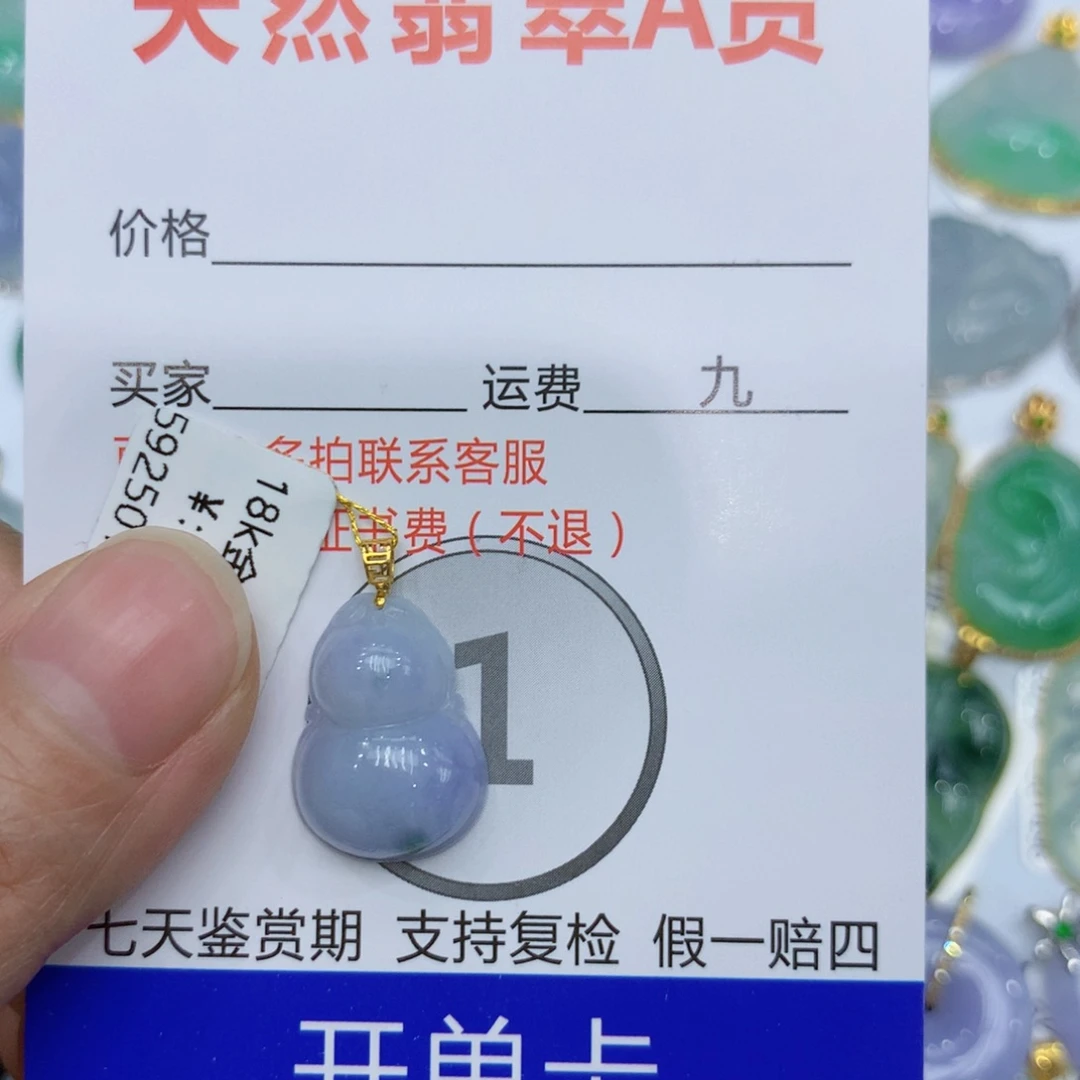 天然翡翠A货
价格
买家 运费 九
条拍联系客服
证书费（不退）
59250
¥:
18k金
1
七天鉴赏期 支持复检 假一赔四
开单卡